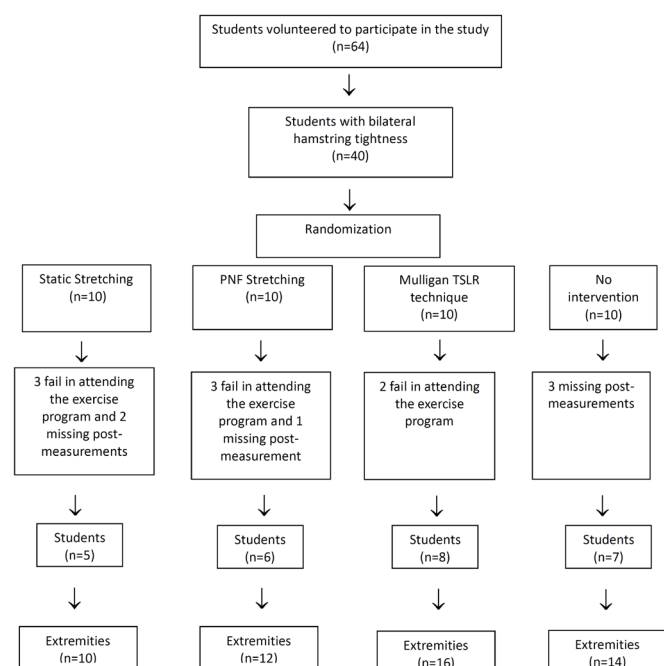 Students volunteered to participate in the study
(n=64)
Students with bilateral
hamstring tightness
(n=40)
Randomization
Static Stretching
(n=10)
PNF Stretching
(n=10)
Mulligan TSLR
technique
(n=10)
No
intervention
(n=10)
3 fail in attending
the exercise
program and 2
missing post-
measurements
3 fail in attending
the exercise
program and 1
missing post-
measurement
2 fail in attending
the exercise
program
3 missing post-
measurements
Students
(n=5)
Students
(n=6)
Students
(n=8)
Students
(n=7)
Extremities
(n=10)
Extremities
(n=12)
Extremities
(n=16)
Extremities
(n=14)